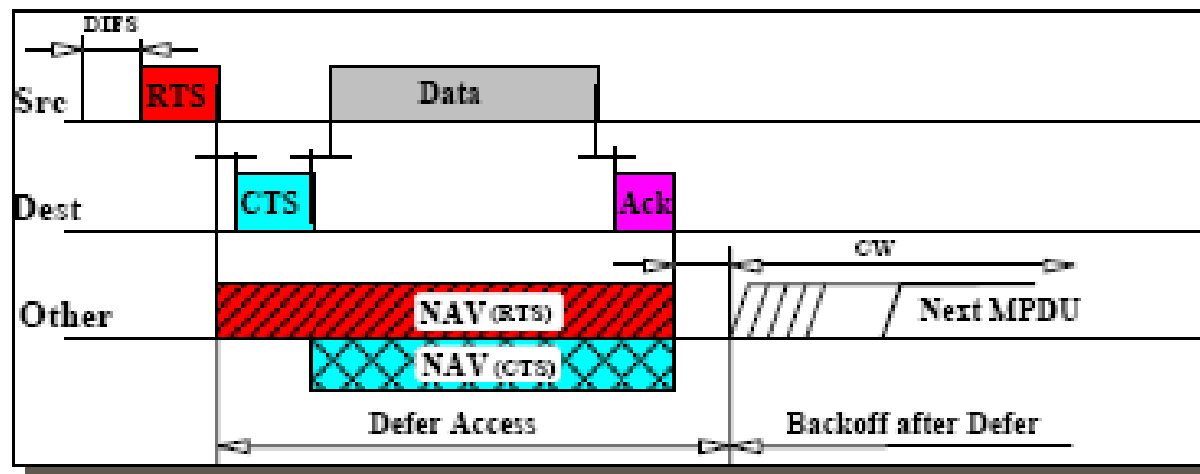 DIFS
Src
RTS
Data
Dest
CTS
Ack
CW
Other
NAV (RTS)
Next MPDU
NAV (CTS)
Defer Access
Backoff after Defer